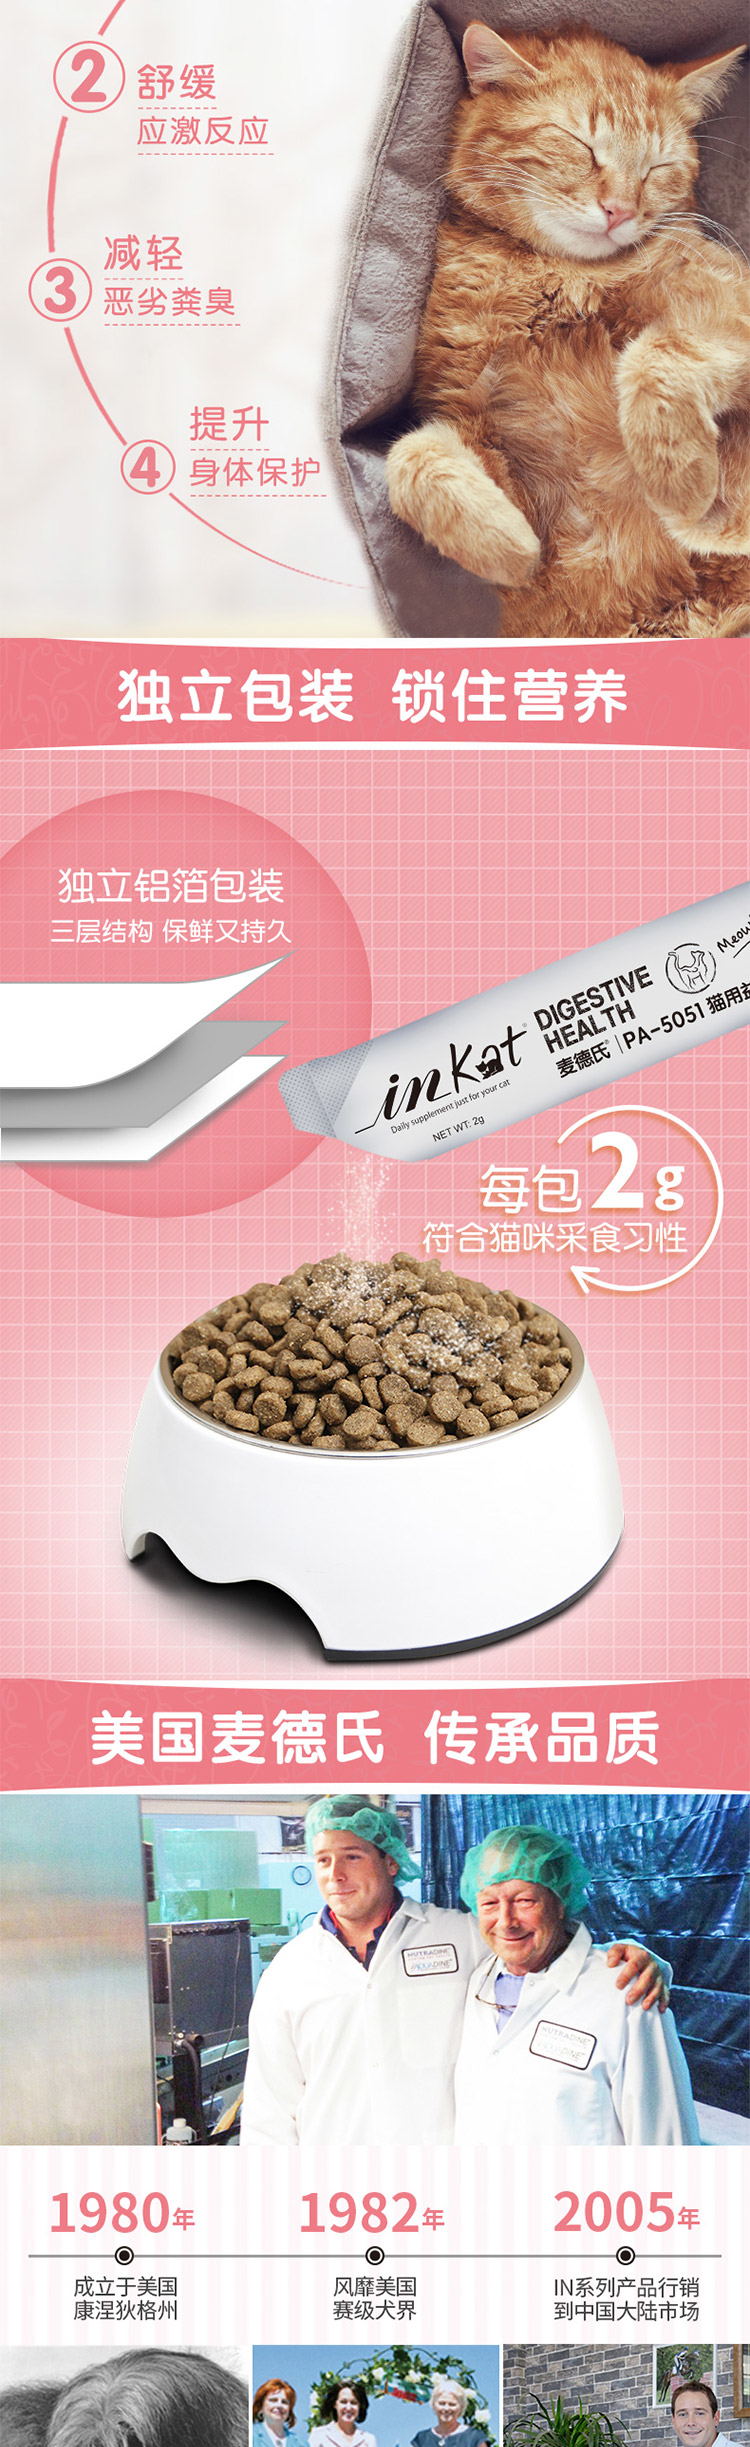 2
舒缓
应激反应
3
减轻
恶劣粪臭
4
提升
身体保护
独立包装 锁住营养
独立铝箔包装
三层结构 保鲜又持久
inKat®
Daily supplement just for your cat
NET WT: 2g
DIGESTIVE
HEALTH
麦德氏® | PA-5051 猫用益
Meow
每包2g
符合猫咪采食习性
美国麦德氏 传承品质
NUTRADINE
AQUADINE
NUTRADINE
1980年
成立于美国
康涅狄格州
1982年
风靡美国
赛级犬界
2005年
IN系列产品行销
到中国大陆市场